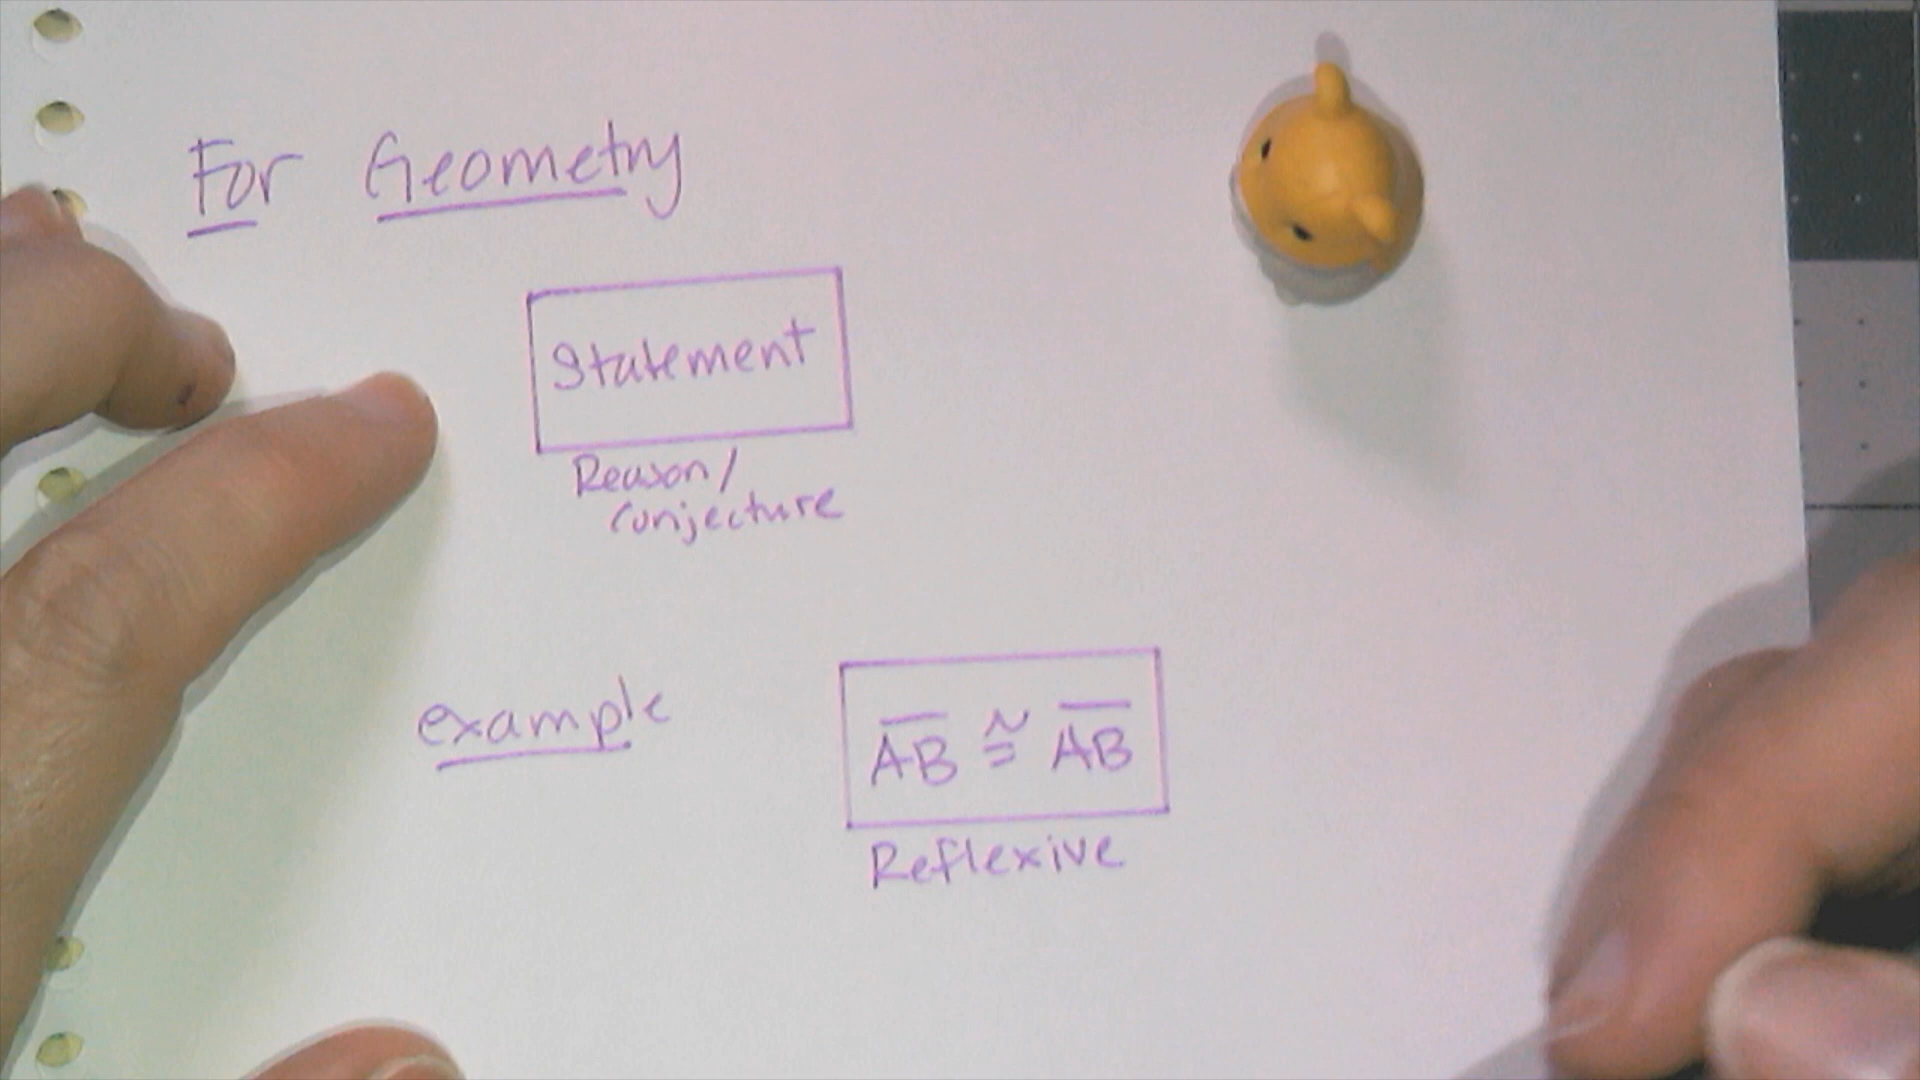 For Geometry
Statement
Reason/
Conjecture
example
AB ≅ AB
Reflexive